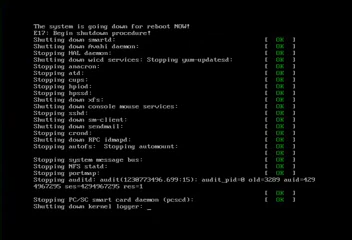 The system is going down for reboot NOW!
E17: Begin shutdown procedure!
Shutting down smartd: [ OK ]
Shutting down Avahi daemon: [ OK ]
Stopping HAL daemon: [ OK ]
Shutting down wicd services: Stopping yum-updatesd: [ OK ]
Stopping anacron: [ OK ]
Stopping atd: [ OK ]
Stopping cups: [ OK ]
Stopping hpiod: [ OK ]
Stopping hpssd: [ OK ]
Shutting down xfs: [ OK ]
Shutting down console mouse services: [ OK ]
Stopping sshd: [ OK ]
Shutting down sm-client: [ OK ]
Shutting down sendmail: [ OK ]
Stopping crond: [ OK ]
Shutting down RPC idmapd: [ OK ]
Stopping autofs: Stopping automount: [ OK ]
[ OK ]
Stopping system message bus: [ OK ]
Stopping NFS statd: [ OK ]
Stopping portmap: [ OK ]
Stopping auditd: audit(1230773496.699:15): audit_pid=0 old=3289 auid=429
4967295 ses=4294967295 res=1
[ OK ]
Stopping PC/SC smart card daemon (pcscd): [ OK ]
Shutting down kernel logger: _